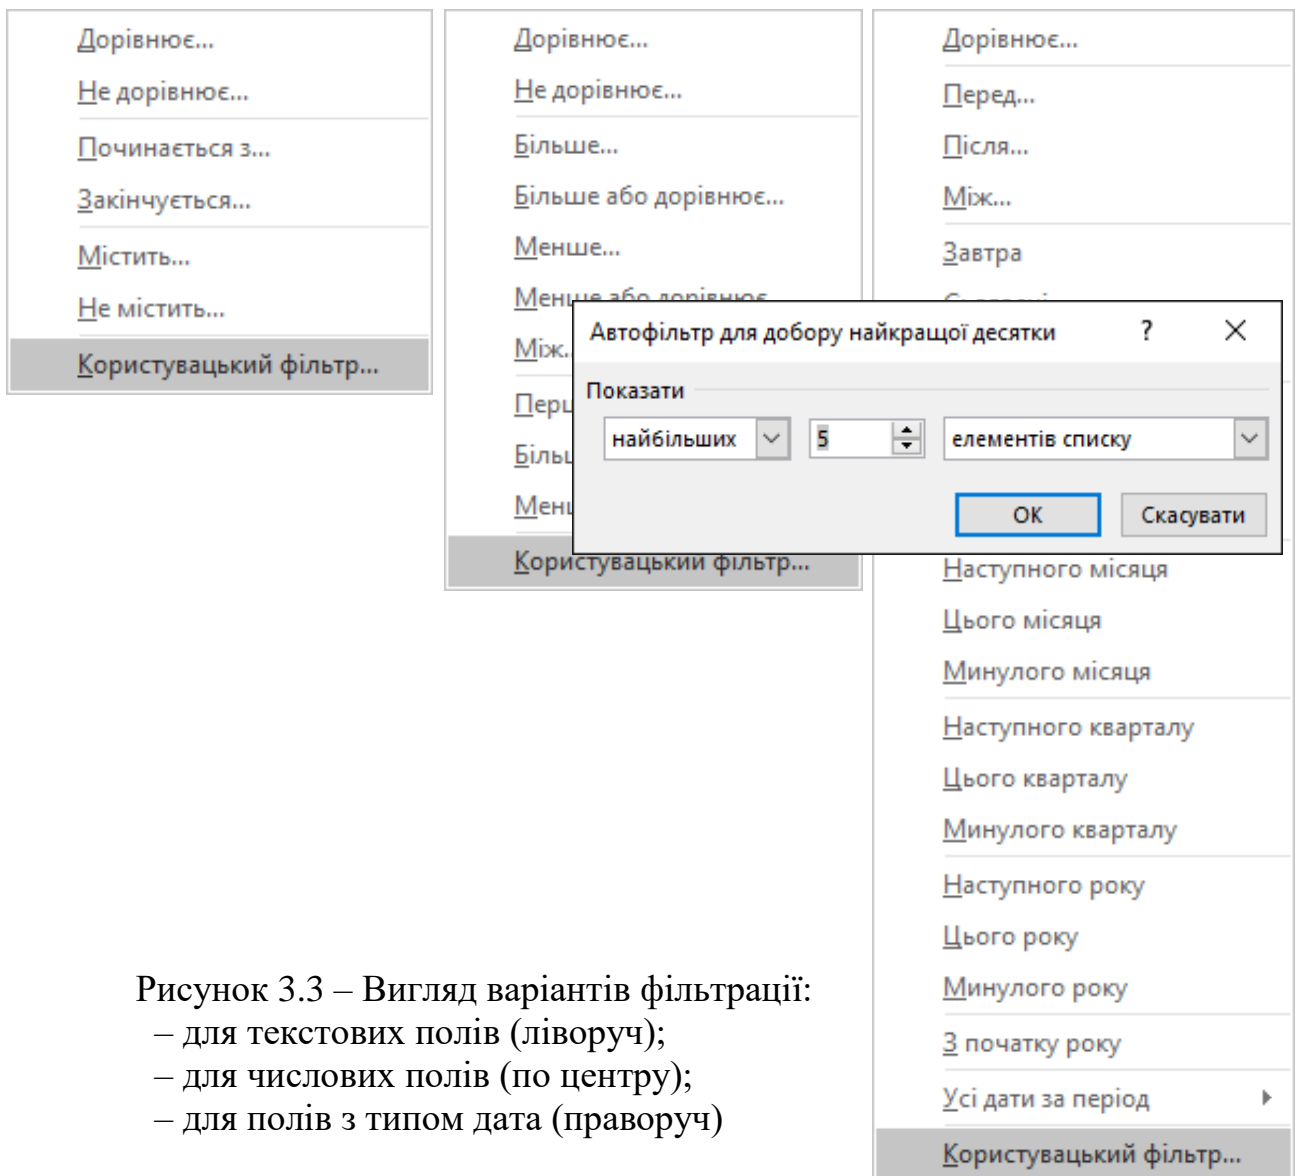 Дорівнює...
Не дорівнює...
Починається з...
Закінчується...
Містить...
Не містить...
Користувацький фільтр...
Дорівнює...
Не дорівнює...
Більше...
Більше або дорівнює...
Менше...
Менше або дорівнює
Між..
Користувацький фільтр...
Автофільтр для добору найкращої десятки
?
Показати
найбільших 5 елементів списку
OK Скасувати
Дорівнює...
Перед...
Після...
Між...
Завтра
Наступного місяця
Цього місяця
Минулого місяця
Наступного кварталу
Цього кварталу
Минулого кварталу
Наступного року
Цього року
Минулого року
З початку року
Усі дати за період
Користувацький фільтр...
Рисунок 3.3 – Вигляд варіантів фільтрації:
– для текстових полів (ліворуч);
– для числових полів (по центру);
– для полів з типом дата (праворуч)